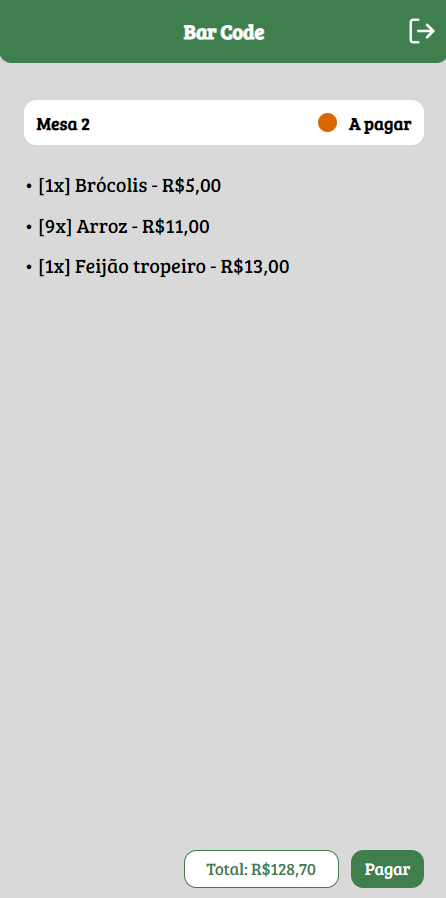 Bar Code
Mesa 2 A pagar
• [1x] Brócolis - R$5,00
• [9x] Arroz - R$11,00
• [1x] Feijão tropeiro - R$13,00
Total: R$128,70 Pagar